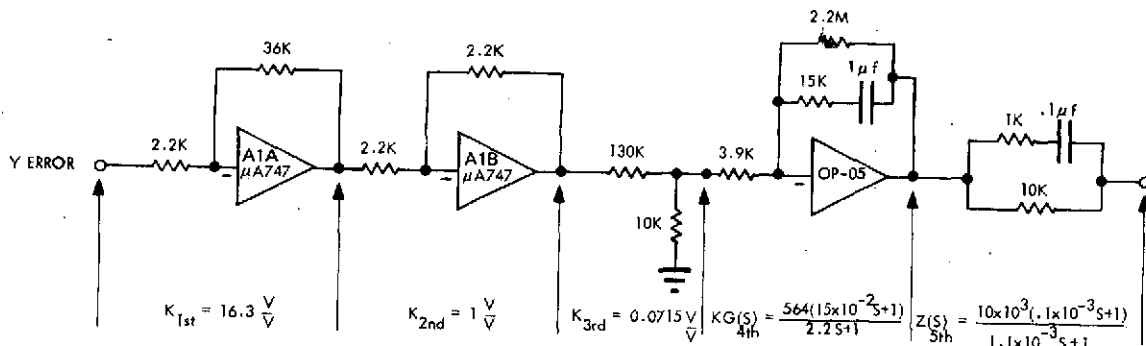 2.2M
36K
2.2K
1µf
15K
1K
.1µf
Y ERROR
2.2K
A1A
µA747
-
2.2K
A1B
µA747
-
130K
3.9K
-
OP-05
10K
10K
K1st = 16.3 V/V
K2nd = 1 V/V
K3rd = 0.0715 V/V
KG(S)4th = 564(15x10^-2S+1)/2.2S+1
Z(S)5th = 10x10^3(.1x10^-3S+1)/1.1x10^-3S+1